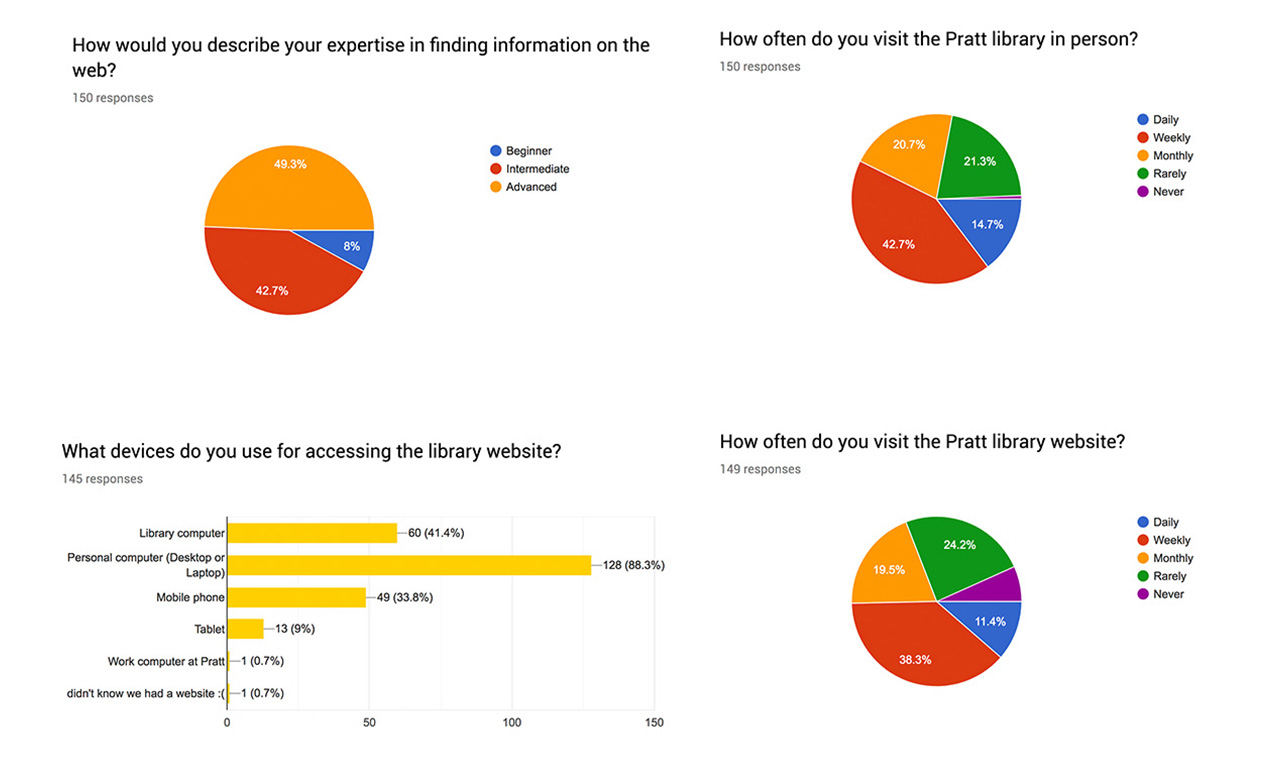 How would you describe your expertise in finding information on the
web?
150 responses
49.3%
8%
42.7%
Beginner
Intermediate
Advanced
How often do you visit the Pratt library in person?
150 responses
20.7%
21.3%
14.7%
42.7%
Daily
Weekly
Monthly
Rarely
Never
What devices do you use for accessing the library website?
145 responses
Library computer
60 (41.4%)
Personal computer (Desktop or
Laptop)
128 (88.3%)
Mobile phone
49 (33.8%)
Tablet
13 (9%)
Work computer at Pratt
1 (0.7%)
didn't know we had a website :(
1 (0.7%)
0
50
100
150
How often do you visit the Pratt library website?
149 responses
24.2%
19.5%
11.4%
38.3%
Daily
Weekly
Monthly
Rarely
Never